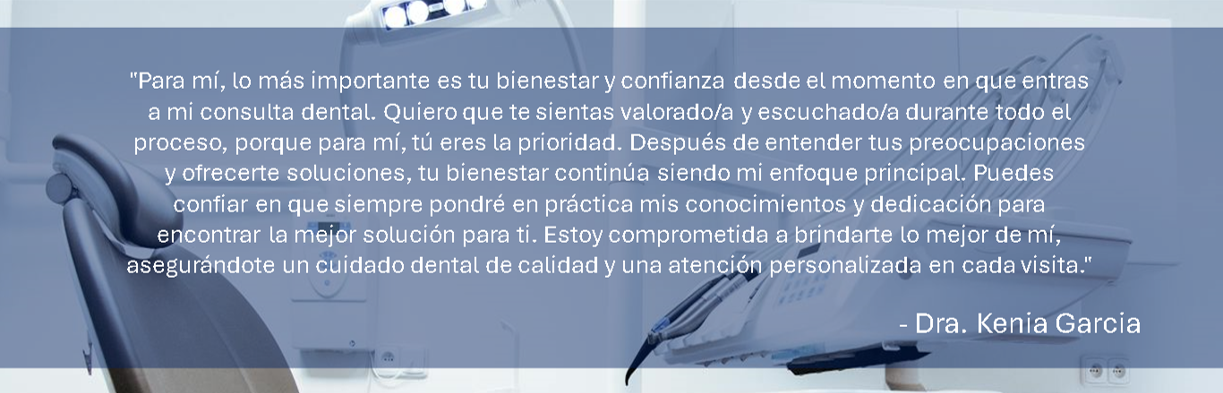 "Para mí, lo más importante es tu bienestar y confianza desde el momento en que entras
a mi consulta dental. Quiero que te sientas valorado/a y escuchado/a durante todo el
proceso, porque para mí, tú eres la prioridad. Después de entender tus preocupaciones
y ofrecerte soluciones, tu bienestar continúa siendo mi enfoque principal. Puedes
confiar en que siempre pondré en práctica mis conocimientos y dedicación para
encontrar la mejor solución para ti. Estoy comprometida a brindarte lo mejor de mí,
asegurándote un cuidado dental de calidad y una atención personalizada en cada visita."
- Dra. Kenia Garcia